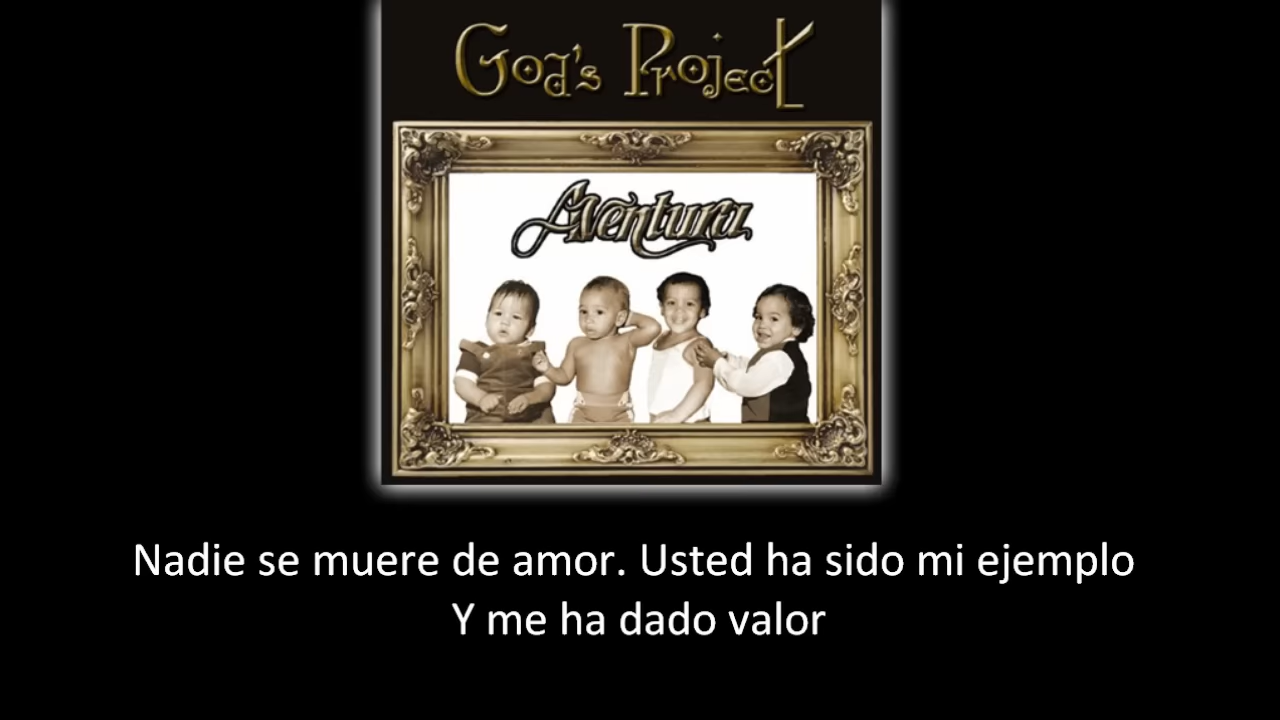 God's Project
Aventura
Nadie se muere de amor. Usted ha sido mi ejemplo
Y me ha dado valor